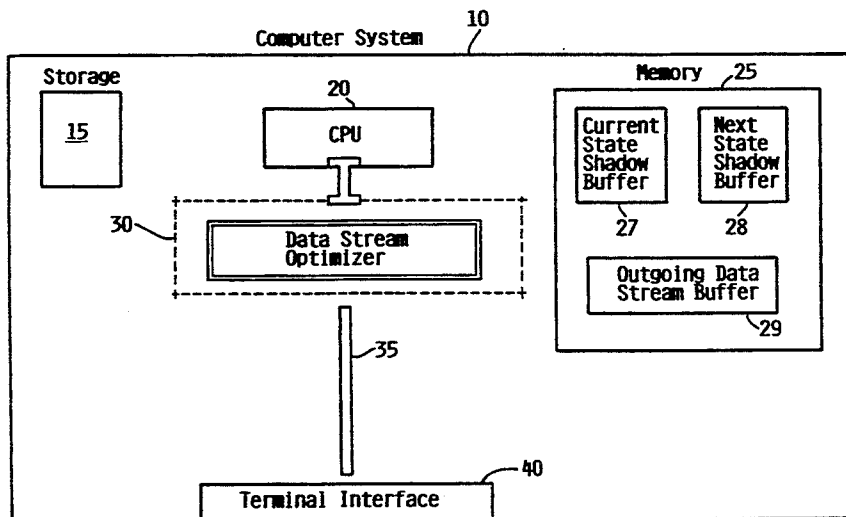 Computer System
10
Storage
15
20
CPU
Memory
25
Current
State
Shadow
Buffer
Next
State
Shadow
Buffer
27
28
30
Data Stream
Optimizer
Outgoing Data
Stream Buffer
29
35
40
Terminal Interface